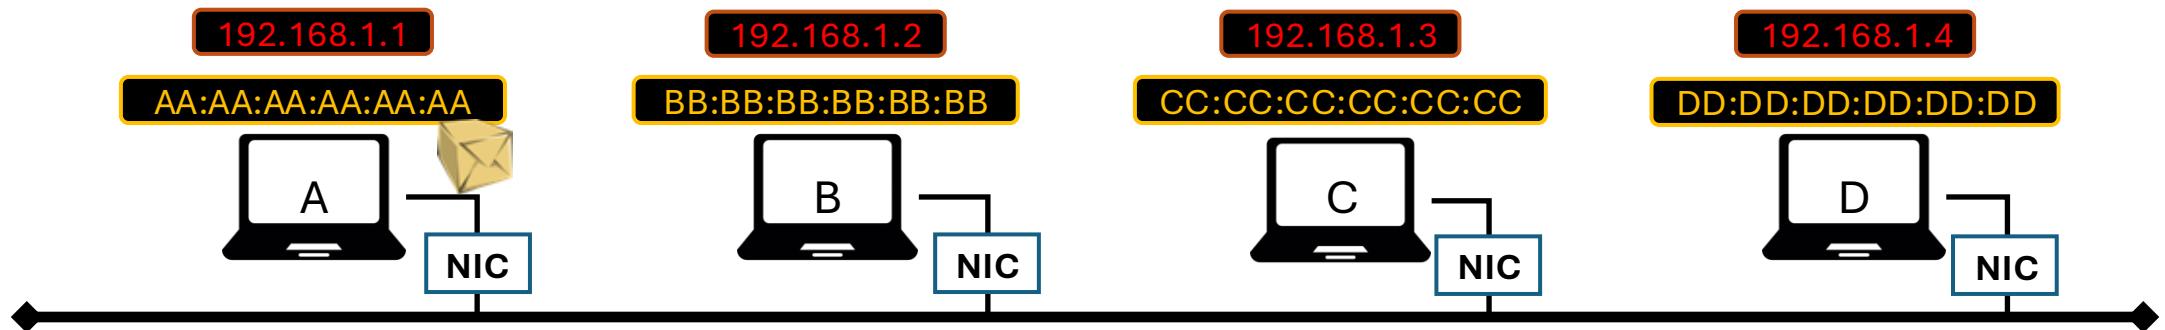 192.168.1.1 192.168.1.2 192.168.1.3 192.168.1.4
AA:AA:AA:AA:AA:AA BB:BB:BB:BB:BB:BB CC:CC:CC:CC:CC:CC DD:DD:DD:DD:DD:DD
A B C D
NIC NIC NIC NIC